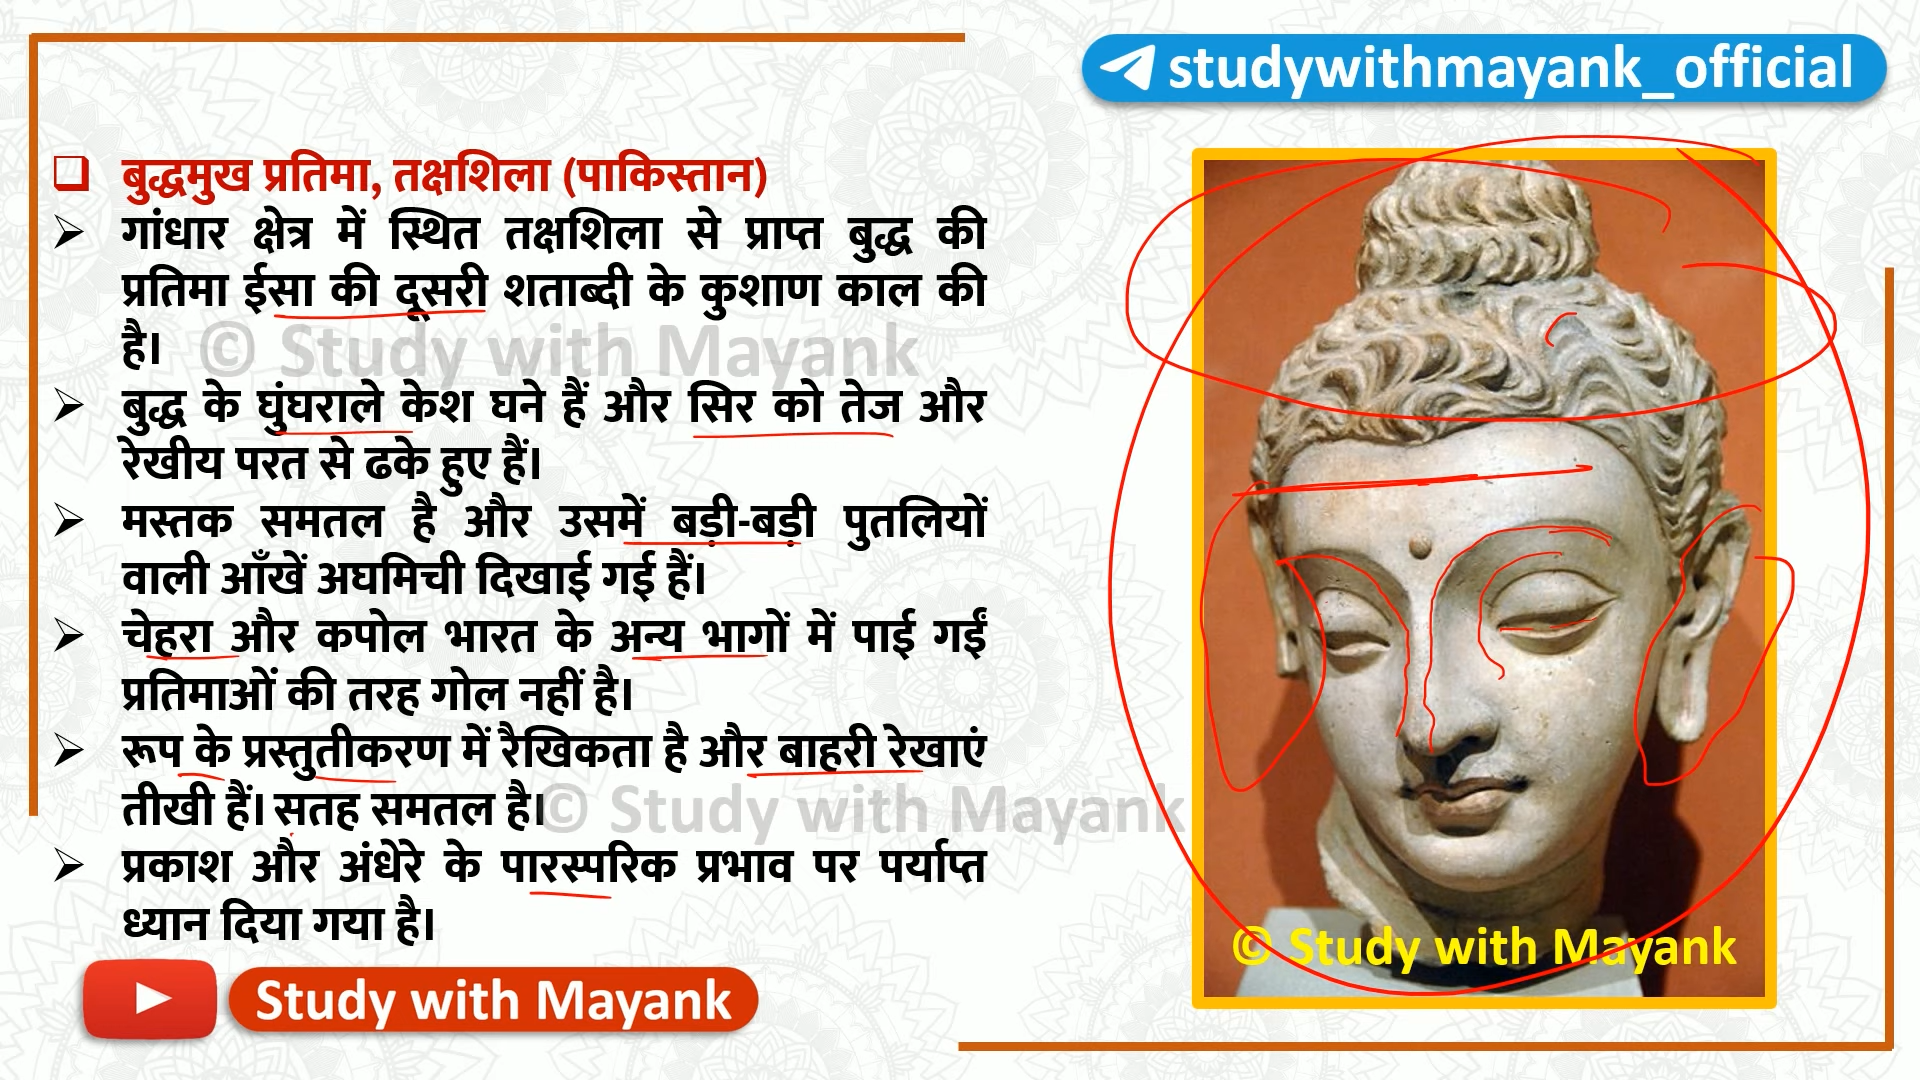 studywithmayank_official
बुद्धमुख प्रतिमा, तक्षशिला (पाकिस्तान)
गांधार क्षेत्र में स्थित तक्षशिला से प्राप्त बुद्ध की
प्रतिमा ईसा की दूसरी शताब्दी के कुशाण काल की
है।
© Study with Mayank
बुद्ध के घुंघराले केश घने हैं और सिर को तेज और
रेखीय परत से ढके हुए हैं।
मस्तक समतल है और उसमें बड़ी-बड़ी पुतलियों
वाली आँखें अघमिची दिखाई गई हैं।
चेहरा और कपोल भारत के अन्य भागों में पाई गईं
प्रतिमाओं की तरह गोल नहीं है।
रूप के प्रस्तुतीकरण में रैखिकता है और बाहरी रेखाएं
तीखी हैं। सतह समतल है।
© Study with Mayank
प्रकाश और अंधेरे के पारस्परिक प्रभाव पर पर्याप्त
ध्यान दिया गया है।
© Study with Mayank
Study with Mayank